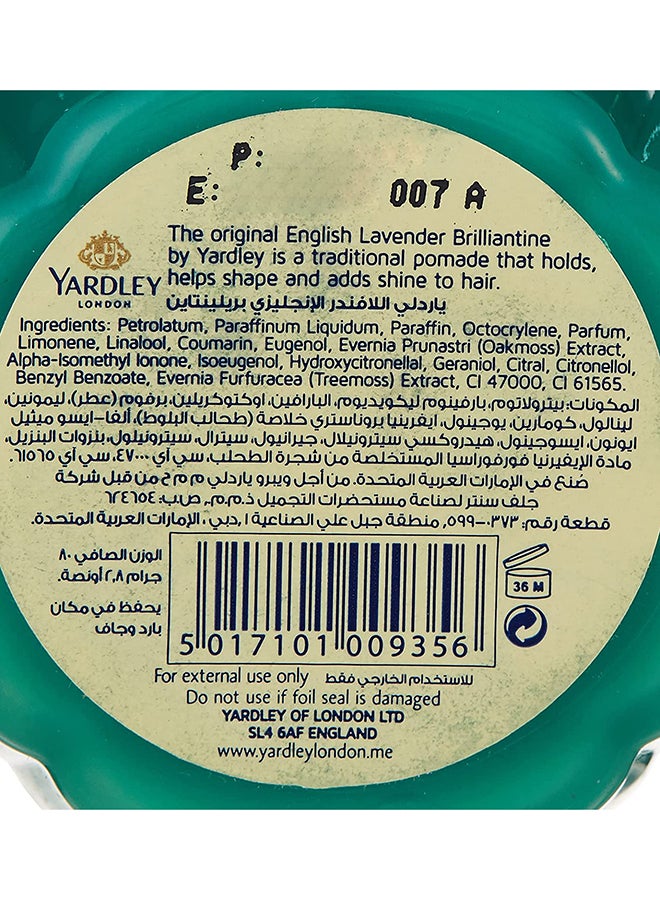 P:
E: 007 A
The original English Lavender Brilliantine
by Yardley is a traditional pomade that holds,
helps shape and adds shine to hair.
YARDLEY
LONDON
ياردلي اللافندر الإنجليزي بريلينتاين
Ingredients: Petrolatum, Paraffinum Liquidum, Paraffin, Octocrylene, Parfum,
Limonene, Linalool, Coumarin, Eugenol, Evernia Prunastri (Oakmoss) Extract,
Alpha-Isomethyl Ionone, Isoeugenol, Hydroxycitronellal, Geraniol, Citral, Citronellol,
Benzyl Benzoate, Evernia Furfuracea (Treemoss) Extract, CI 47000, CI 61565.
المكونات: بيترولاتوم، بارفينوم ليكويديوم، البارافين، اوكتوكريلين، برفوم (عطر)، ليمونين،
لينالول، كومارين، يوجينول، ايفرينيا بروناستري خلاصة (طحالب البلوط)، ألفا-ايسو ميثيل
ايونون، ايسوجينول، هيدروكسي سيترونيلال، جيرانيول، سيترال، سيترونيلول، بنزوات البنزيل،
مادة الإيفيرنيا فورفوراسيا المستخلصة من شجرة الطحلب، سي أي ٤٧٠٠٠، سي أي ٦١٥٦٥.
صُنع في الإمارات العربية المتحدة. من أجل ويبرو ياردلي م م ح من قبل شركة
جلف سنتر لصناعة مستحضرات التجميل ذ.م.م.، ص.ب: ٦٢٤٦٥٤
قطعة رقم: ٠٣٧٣-٥٩٩، منطقة جبل علي الصناعية ١، دبي، الإمارات العربية المتحدة.
الوزن الصافي ٨٠
جرام ٢,٨ أونصة.
يحفظ في مكان
بارد وجاف
36 M
5 017101 009356
For external use only للاستخدام الخارجي فقط
Do not use if foil seal is damaged
YARDLEY OF LONDON LTD
SL4 6AF ENGLAND
www.yardleylondon.me